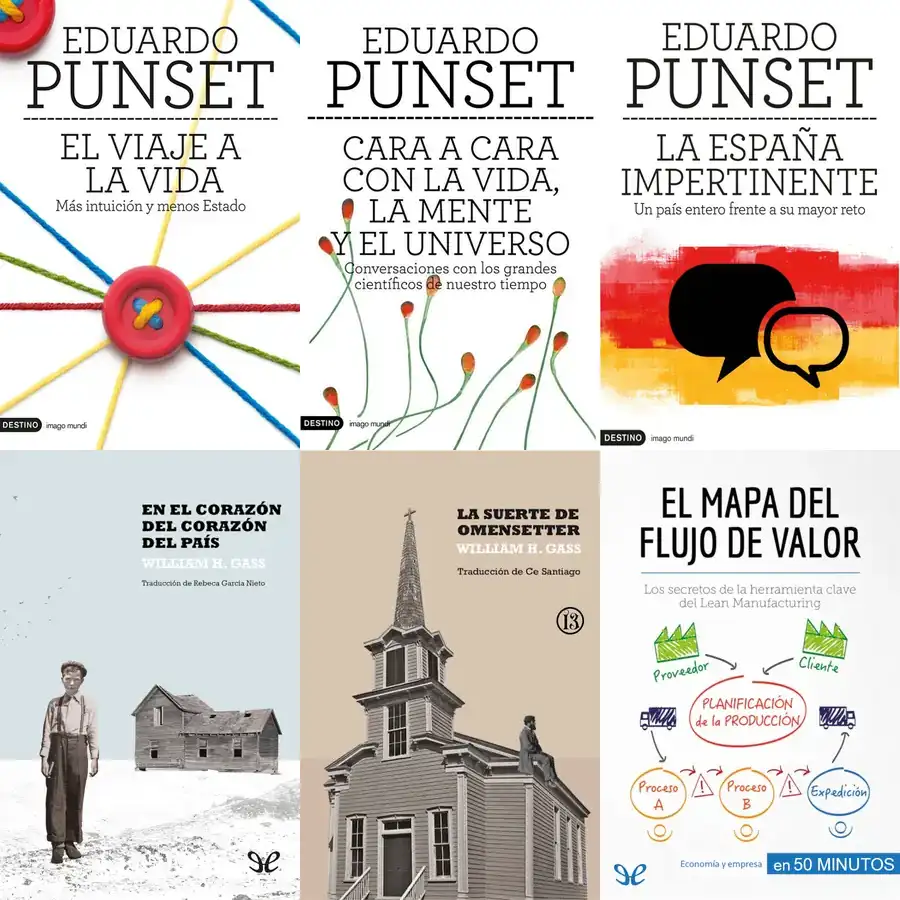 EDUARDO
PUNSET
EL VIAJE A
LA VIDA
Más intuición y menos Estado
DESTINO imago mundi
EDUARDO
PUNSET
CARA A CARA
CON LA VIDA,
LA MENTE
Y EL UNIVERSO
Conversaciones con los grandes
científicos de nuestro tiempo
DESTINO imago mundi
EDUARDO
PUNSET
LA ESPAÑA
IMPERTINENTE
Un país entero frente a su mayor reto
DESTINO imago mundi
EN EL CORAZÓN
DEL CORAZÓN
DEL PAÍS
WILLIAM H. GASS
Traducción de Rebeca García Nieto
LA SUERTE DE
OMENSETTER
WILLIAM H. GASS
Traducción de Ce Santiago
13
EL MAPA DEL
FLUJO DE VALOR
Los secretos de la herramienta clave
del Lean Manufacturing
Proveedor
Cliente
PLANIFICACIÓN
de la PRODUCCIÓN
Proceso
A
Proceso
B
Expedición
Economía y empresa en 50 MINUTOS